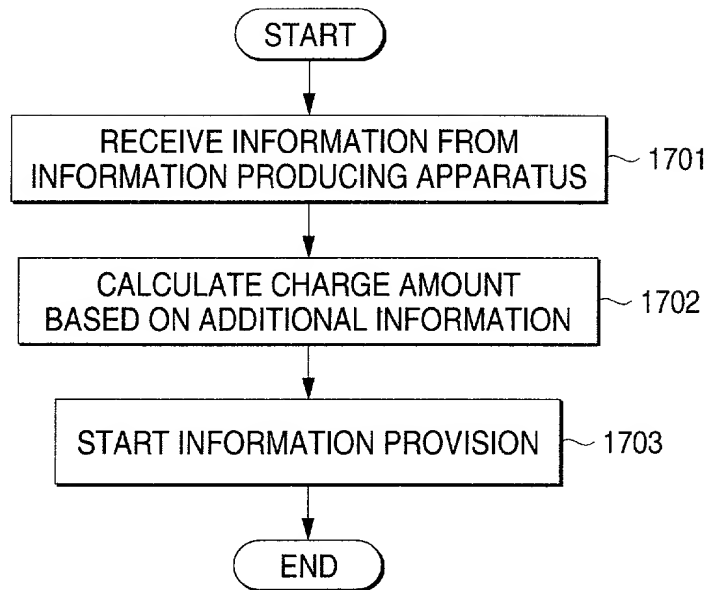 START
RECEIVE INFORMATION FROM
INFORMATION PRODUCING APPARATUS
1701
CALCULATE CHARGE AMOUNT
BASED ON ADDITIONAL INFORMATION
1702
START INFORMATION PROVISION
1703
END